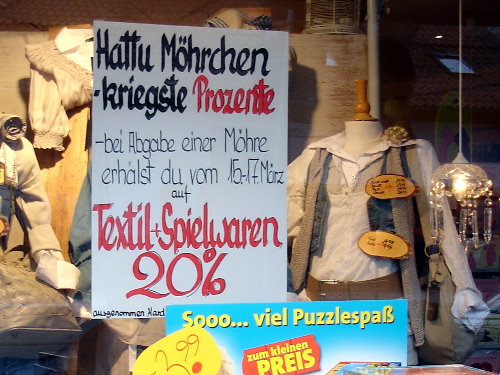 Hattu Möhrchen
-kriegste Prozente
-bei Abgabe einer Möhre
erhälst du vom 15.-17. März
auf
Textil+Spielwaren
20%
ausgenommen
Sooo... viel Puzzlespaß
zum kleinen
PREIS
99